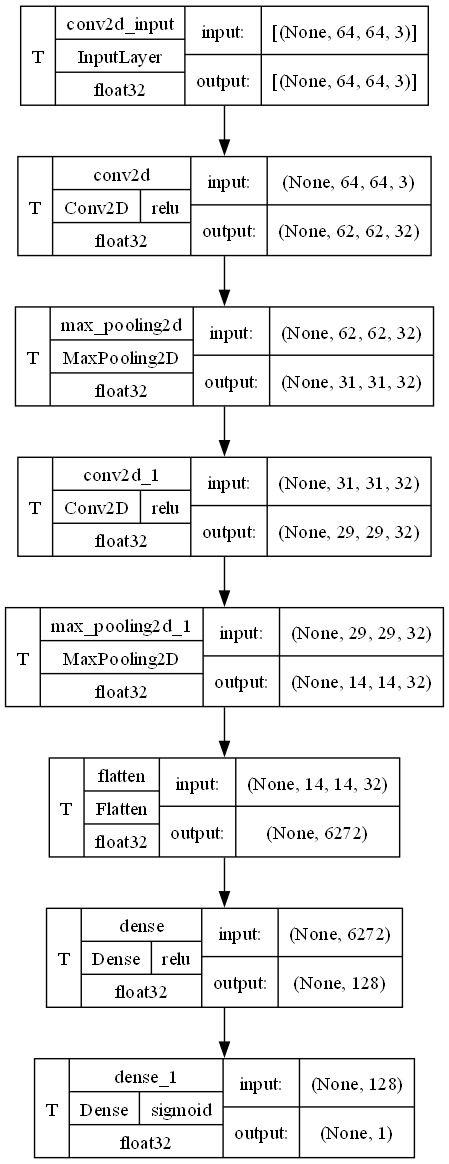 conv2d_input input: [(None, 64, 64, 3)]
T InputLayer
float32 output: [(None, 64, 64, 3)]
conv2d input: (None, 64, 64, 3)
T Conv2D relu
float32 output: (None, 62, 62, 32)
max_pooling2d input: (None, 62, 62, 32)
T MaxPooling2D
float32 output: (None, 31, 31, 32)
conv2d_1 input: (None, 31, 31, 32)
T Conv2D relu
float32 output: (None, 29, 29, 32)
max_pooling2d_1 input: (None, 29, 29, 32)
T MaxPooling2D
float32 output: (None, 14, 14, 32)
flatten input: (None, 14, 14, 32)
T Flatten
float32 output: (None, 6272)
dense input: (None, 6272)
T Dense relu
float32 output: (None, 128)
dense_1 input: (None, 128)
T Dense sigmoid
float32 output: (None, 1)